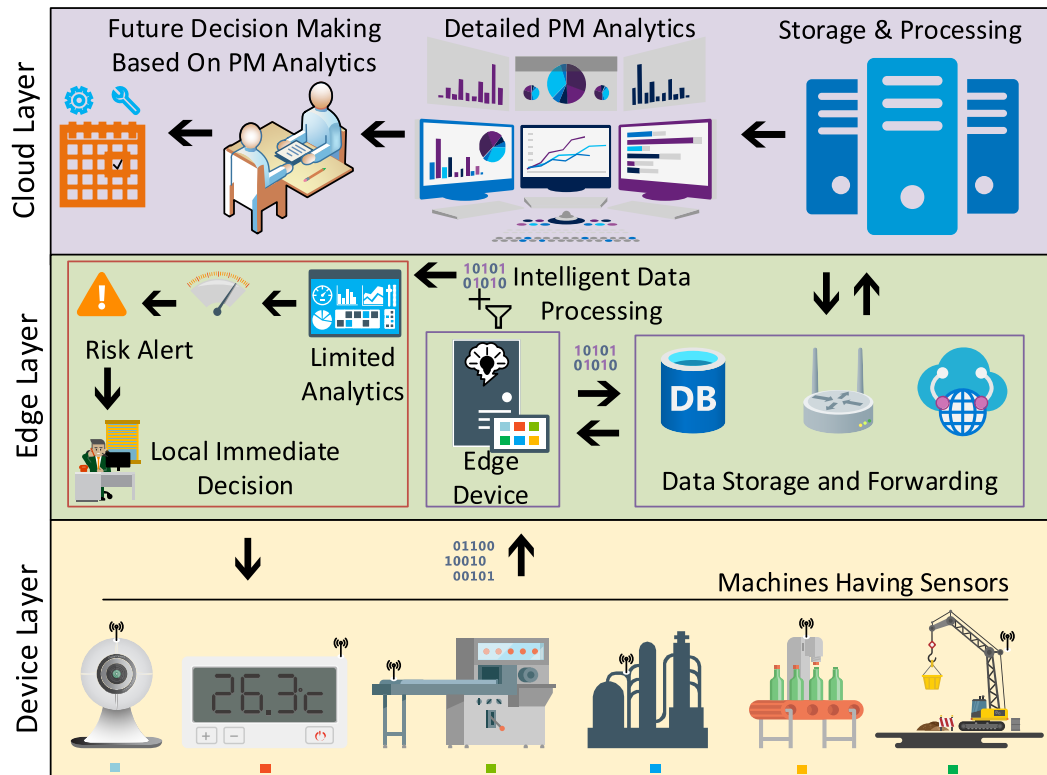 Cloud Layer
Future Decision Making
Based On PM Analytics
Detailed PM Analytics
Storage & Processing
Edge Layer
10101
01010
Intelligent Data
Processing
Risk Alert
Limited
Analytics
Local Immediate
Decision
Edge
Device
10101
01010
DB
Data Storage and Forwarding
Device Layer
01100
10010
00101
Machines Having Sensors
26.3c